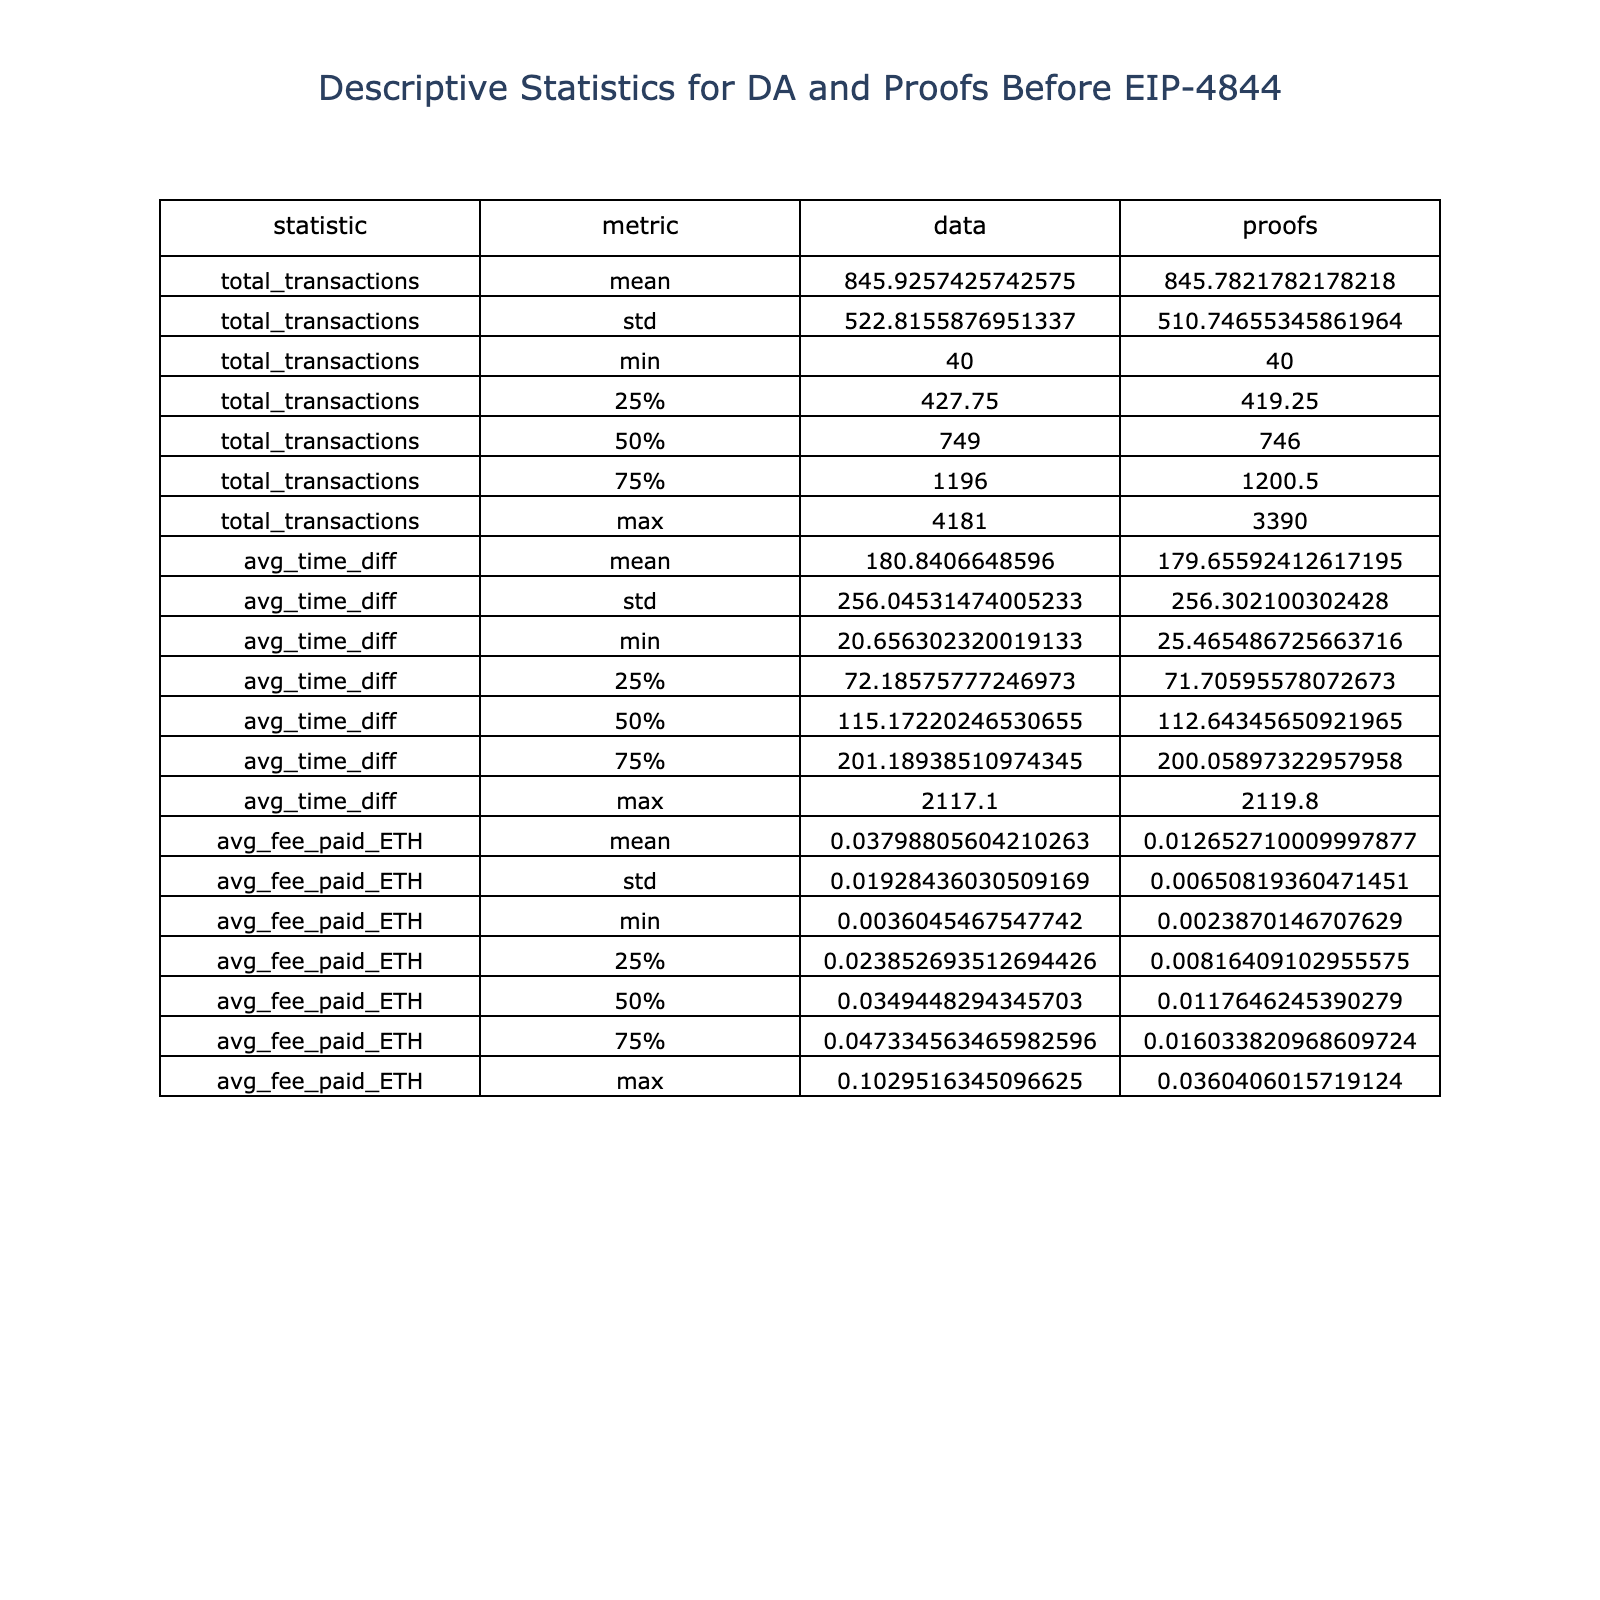 Descriptive Statistics for DA and Proofs Before EIP-4844
statistic metric data proofs
total_transactions mean 845.9257425742575 845.7821782178218
total_transactions std 522.8155876951337 510.74655345861964
total_transactions min 40 40
total_transactions 25% 427.75 419.25
total_transactions 50% 749 746
total_transactions 75% 1196 1200.5
total_transactions max 4181 3390
avg_time_diff mean 180.8406648596 179.65592412617195
avg_time_diff std 256.04531474005233 256.302100302428
avg_time_diff min 20.656302320019133 25.465486725663716
avg_time_diff 25% 72.18575777246973 71.70595578072673
avg_time_diff 50% 115.17220246530655 112.64345650921965
avg_time_diff 75% 201.18938510974345 200.05897322957958
avg_time_diff max 2117.1 2119.8
avg_fee_paid_ETH mean 0.03798805604210263 0.012652710009997877
avg_fee_paid_ETH std 0.01928436030509169 0.00650819360471451
avg_fee_paid_ETH min 0.0036045467547742 0.0023870146707629
avg_fee_paid_ETH 25% 0.023852693512694426 0.00816409102955575
avg_fee_paid_ETH 50% 0.0349448294345703 0.0117646245390279
avg_fee_paid_ETH 75% 0.047334563465982596 0.016033820968609724
avg_fee_paid_ETH max 0.1029516345096625 0.0360406015719124